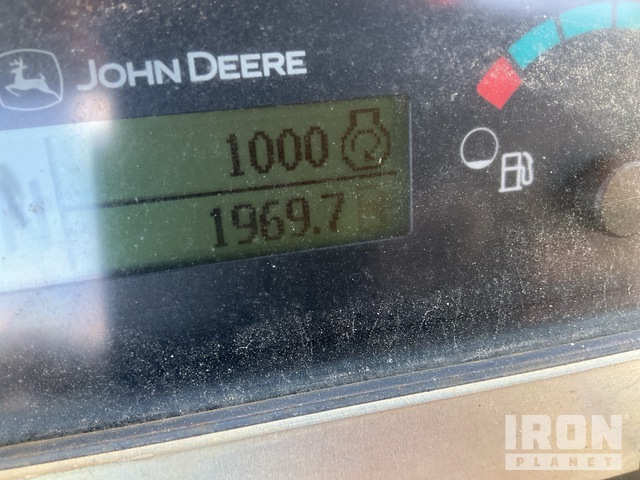 JOHN DEERE
1000
1969.7
IRON
PLANET